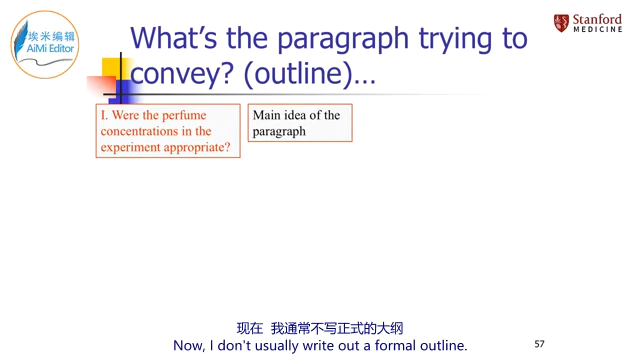 埃米编辑
AiMi Editor
Stanford
MEDICINE
What's the paragraph trying to
convey? (outline)…
I. Were the perfume
concentrations in the
experiment appropriate?
Main idea of the
paragraph
现在 我通常不写正式的大纲
Now, I don't usually write out a formal outline.
57